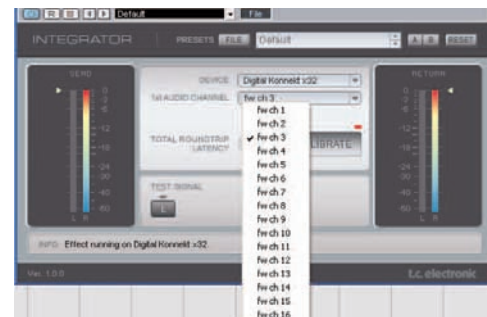 Default File
INTEGRATOR PRESETS FILE Default A B RESET
SEND
RETURN
DEVICE Digital Konnekt x32
1st AUDIO CHANNEL fw ch 3
fw ch 1
fw ch 2
fw ch 3
fw ch 4
fw ch 5
fw ch 6
fw ch 7
fw ch 8
fw ch 9
fw ch 10
fw ch 11
fw ch 12
fw ch 13
fw ch 14
fw ch 15
fw ch 16
TOTAL ROUNDTRIP
LATENCY
LIBRATE
TEST SIGNAL
L
L R
L R
INFO Effect running on Digital Konnekt x32.
Ver. 1.0.0 t.c. electronic